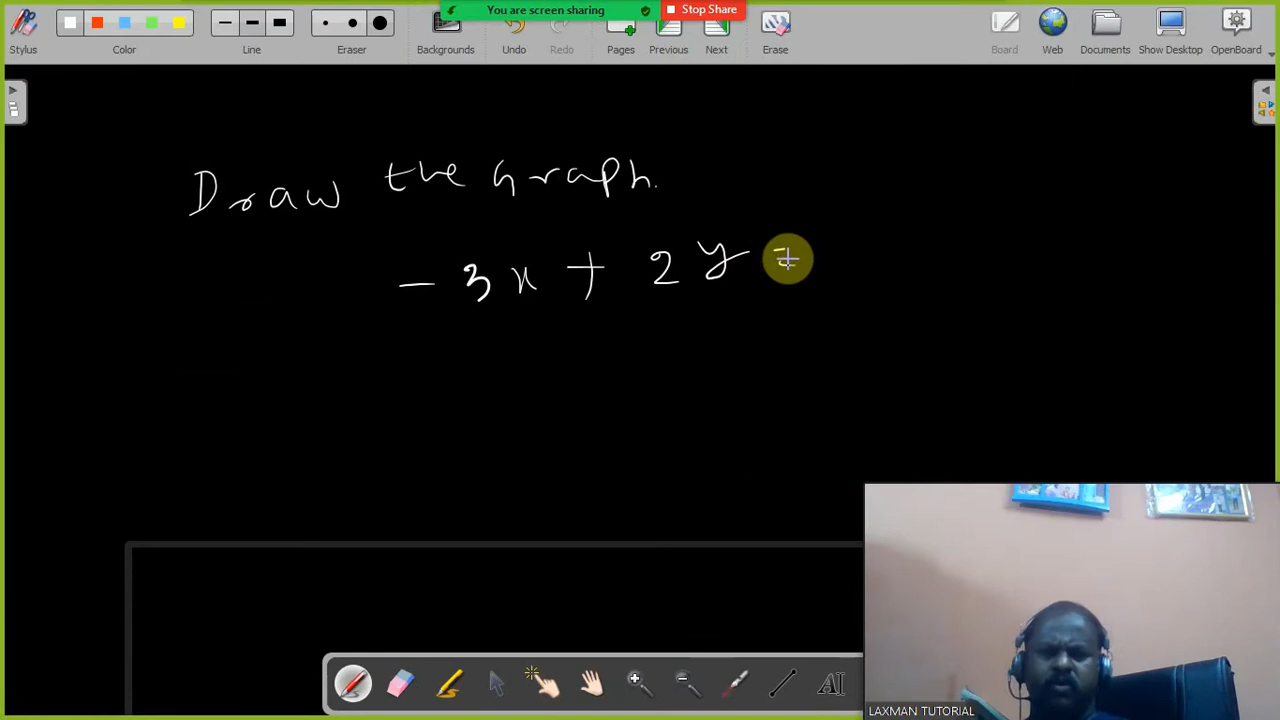 You are screen sharing Stop Share
Stylus Color Line Eraser Backgrounds Undo Redo Pages Previous Next Erase Board Web Documents Show Desktop OpenBoard
Draw the Graph.
- 3x + 2y =
AI
LAXMAN TUTORIAL